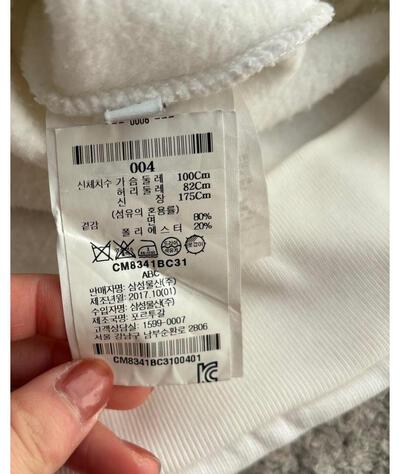 004
신체치수 가슴둘레 100Cm
허리둘레 82Cm
신 장 175Cm
(섬유의 혼용률)
겉감 면 80%
폴리에스터 20%
CM8341BC31
ABC
판매자명: 삼성물산(주)
제조년월: 2017.10(01)
수입자명: 삼성물산(주)
제조국명: 포르투갈
고객상담실: 1599-0007
서울 강남구 남부순환로 2806
CM8341BC3100401